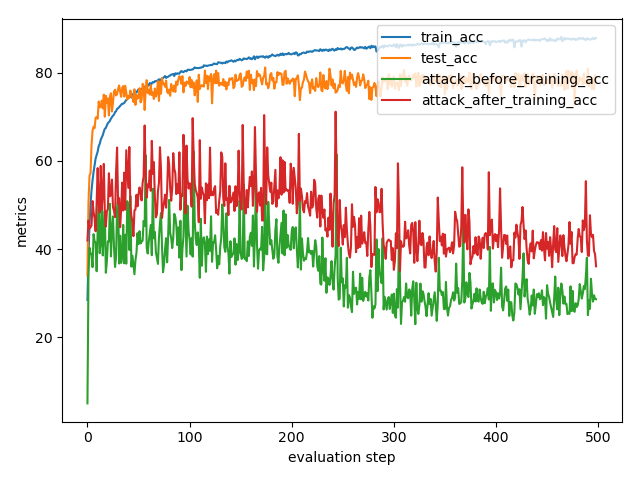 train_acc
test_acc
attack_before_training_acc
attack_after_training_acc
metrics
80
60
40
20
0
100
200
300
400
500
evaluation step